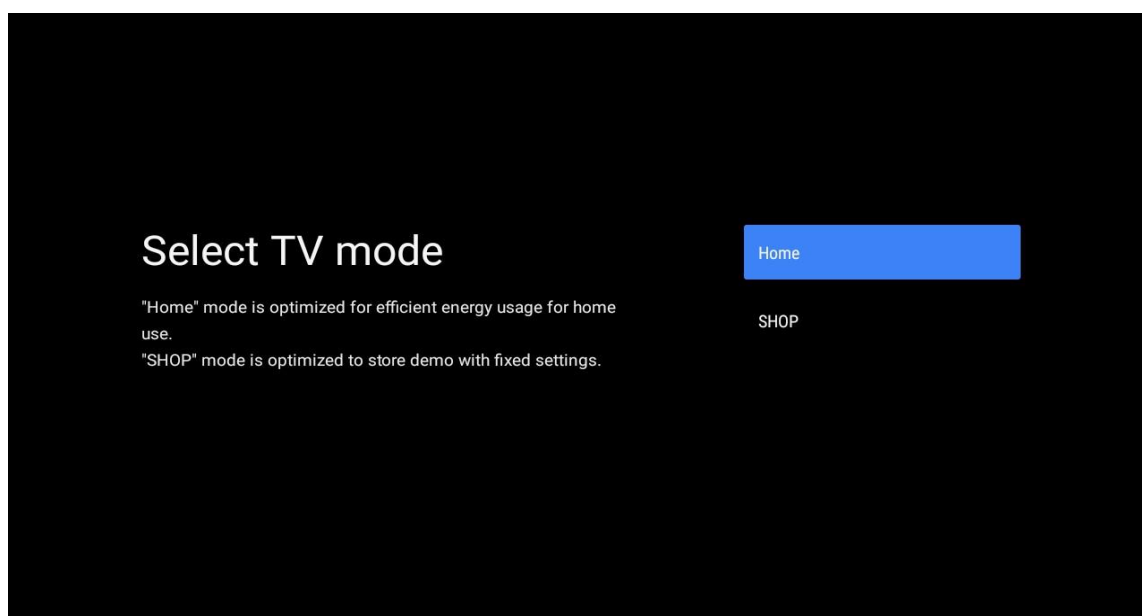 Select TV mode
"Home" mode is optimized for efficient energy usage for home
use.
"SHOP" mode is optimized to store demo with fixed settings.
Home
SHOP